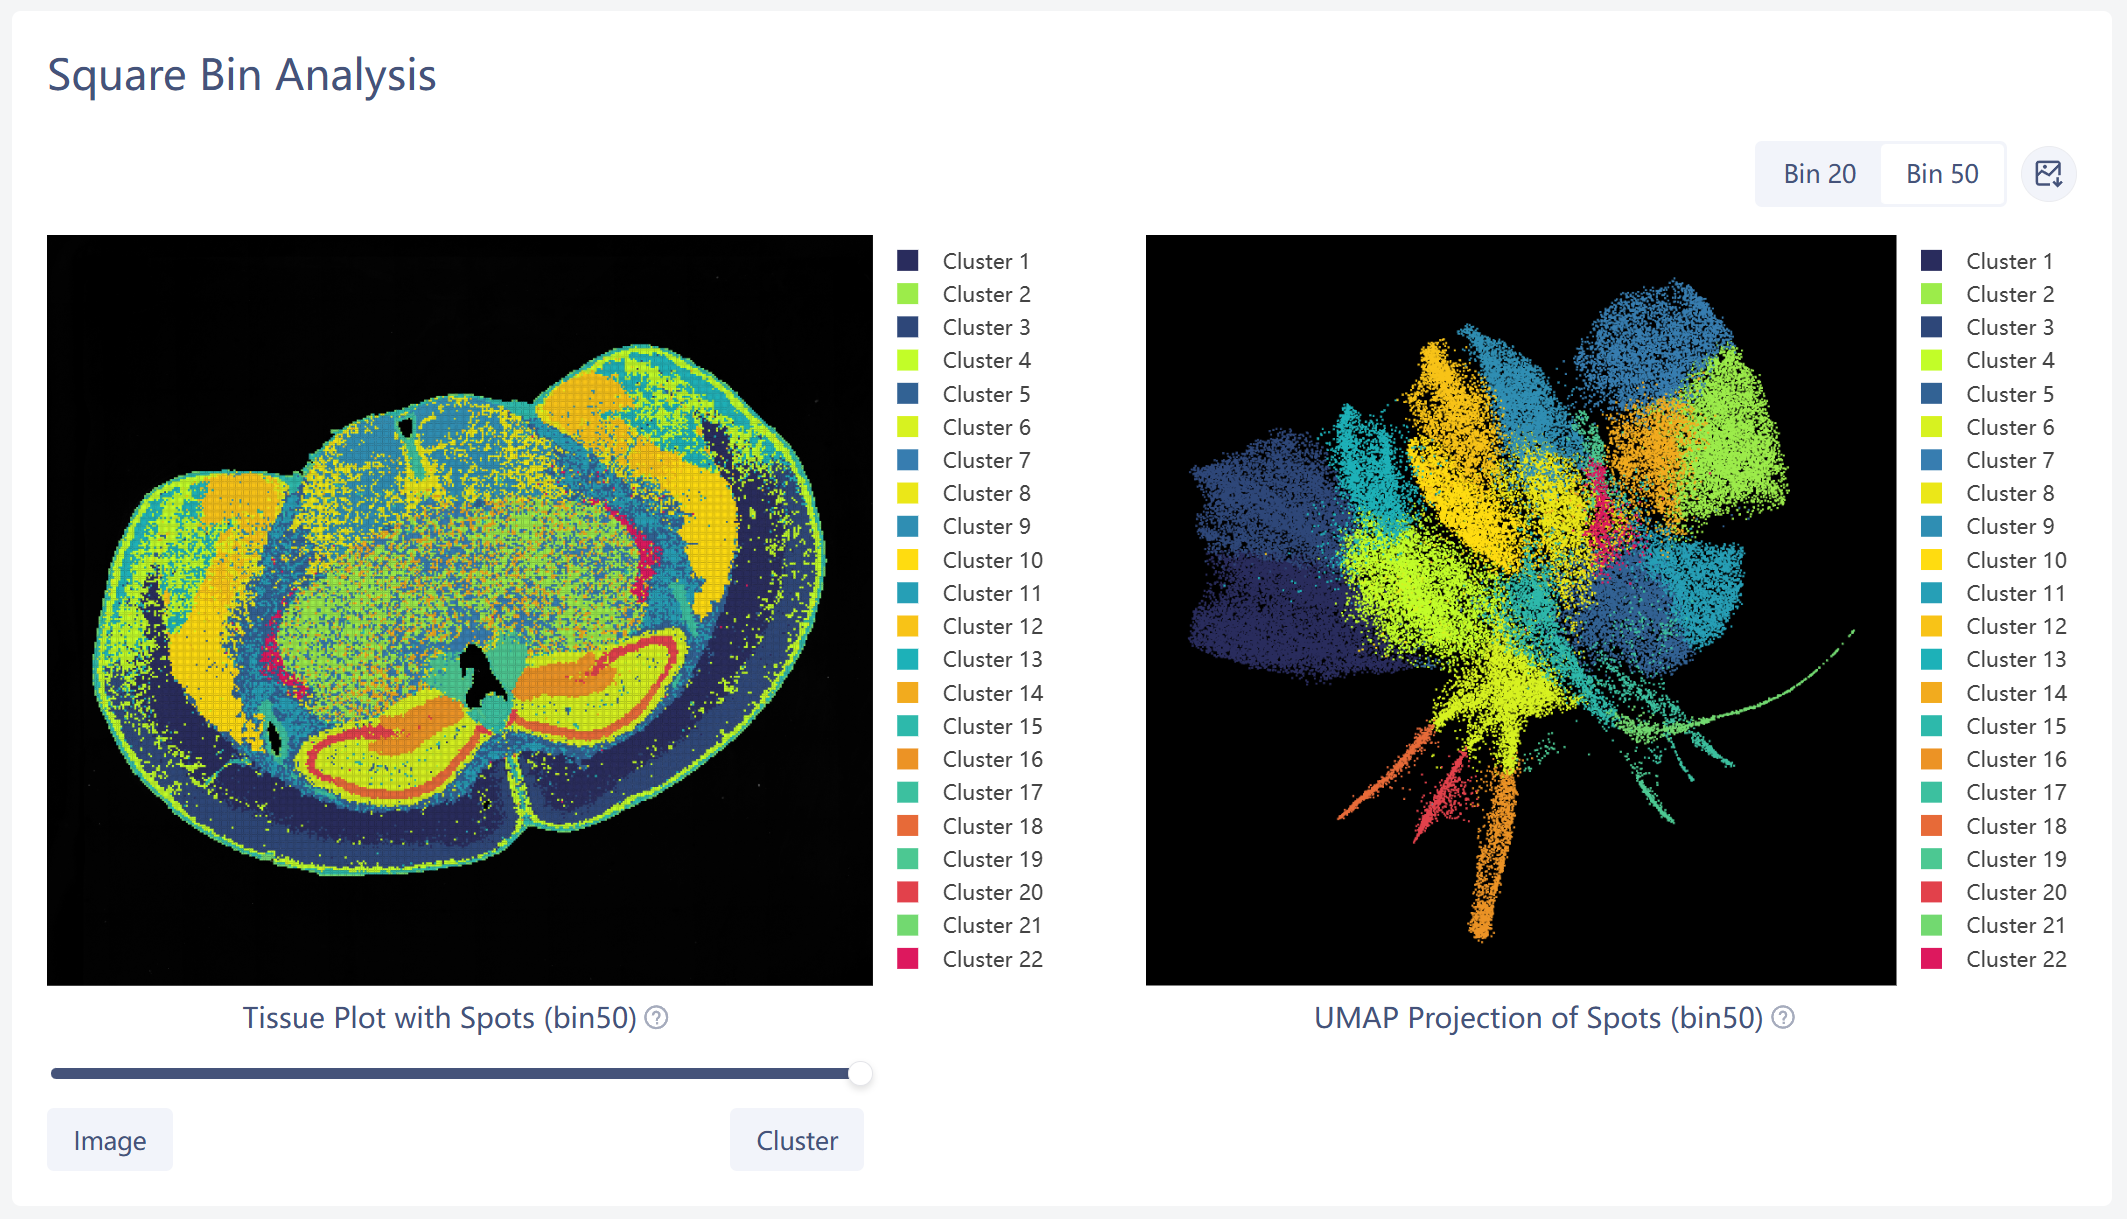 Square Bin Analysis
Bin 20
Bin 50
Cluster 1
Cluster 2
Cluster 3
Cluster 4
Cluster 5
Cluster 6
Cluster 7
Cluster 8
Cluster 9
Cluster 10
Cluster 11
Cluster 12
Cluster 13
Cluster 14
Cluster 15
Cluster 16
Cluster 17
Cluster 18
Cluster 19
Cluster 20
Cluster 21
Cluster 22
Tissue Plot with Spots (bin50) ?
Image
Cluster
Cluster 1
Cluster 2
Cluster 3
Cluster 4
Cluster 5
Cluster 6
Cluster 7
Cluster 8
Cluster 9
Cluster 10
Cluster 11
Cluster 12
Cluster 13
Cluster 14
Cluster 15
Cluster 16
Cluster 17
Cluster 18
Cluster 19
Cluster 20
Cluster 21
Cluster 22
UMAP Projection of Spots (bin50) ?